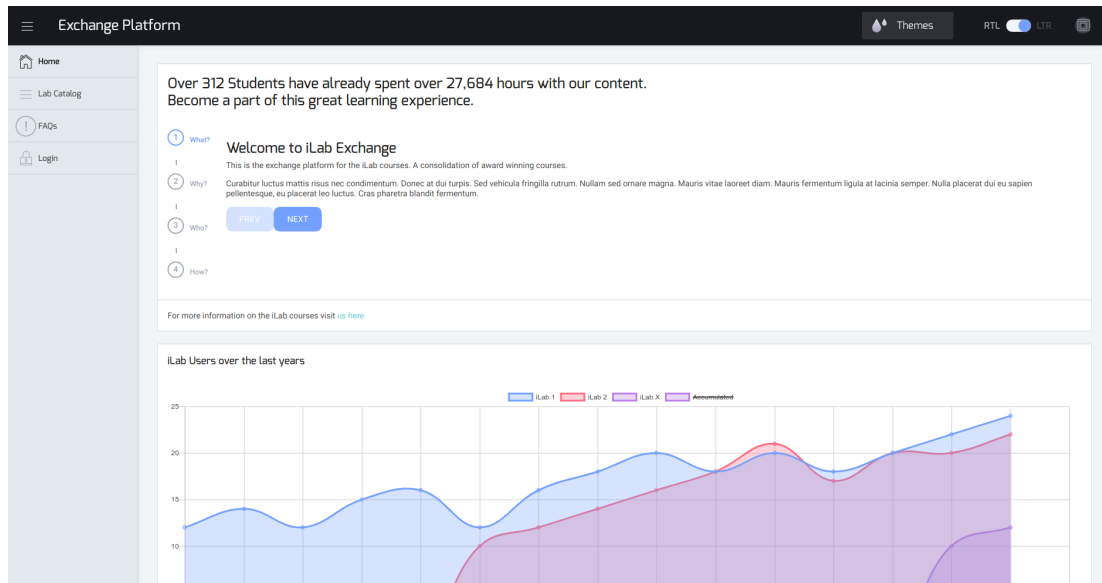 Exchange Platform
Themes
RTL LTR
Home
Lab Catalog
FAQs
Login
Over 312 Students have already spent over 27,684 hours with our content.
Become a part of this great learning experience.
1 What?
2 Why?
3 Who?
4 How?
Welcome to iLab Exchange
This is the exchange platform for the iLab courses. A consolidation of award winning courses.
Curabitur luctus mattis risus nec condimentum. Donec at dui turpis. Sed vehicula fringilla rutrum. Nullam sed ornare magna. Mauris vitae laoreet diam. Mauris fermentum ligula at lacinia semper. Nulla placerat dui eu sapien
pellentesque, eu placerat leo luctus. Cras pharetra blandit fermentum.
PREV NEXT
For more information on the iLab courses visit us here
iLab Users over the last years
iLab 1 iLab 2 iLab X Accumulated
25
20
15
10